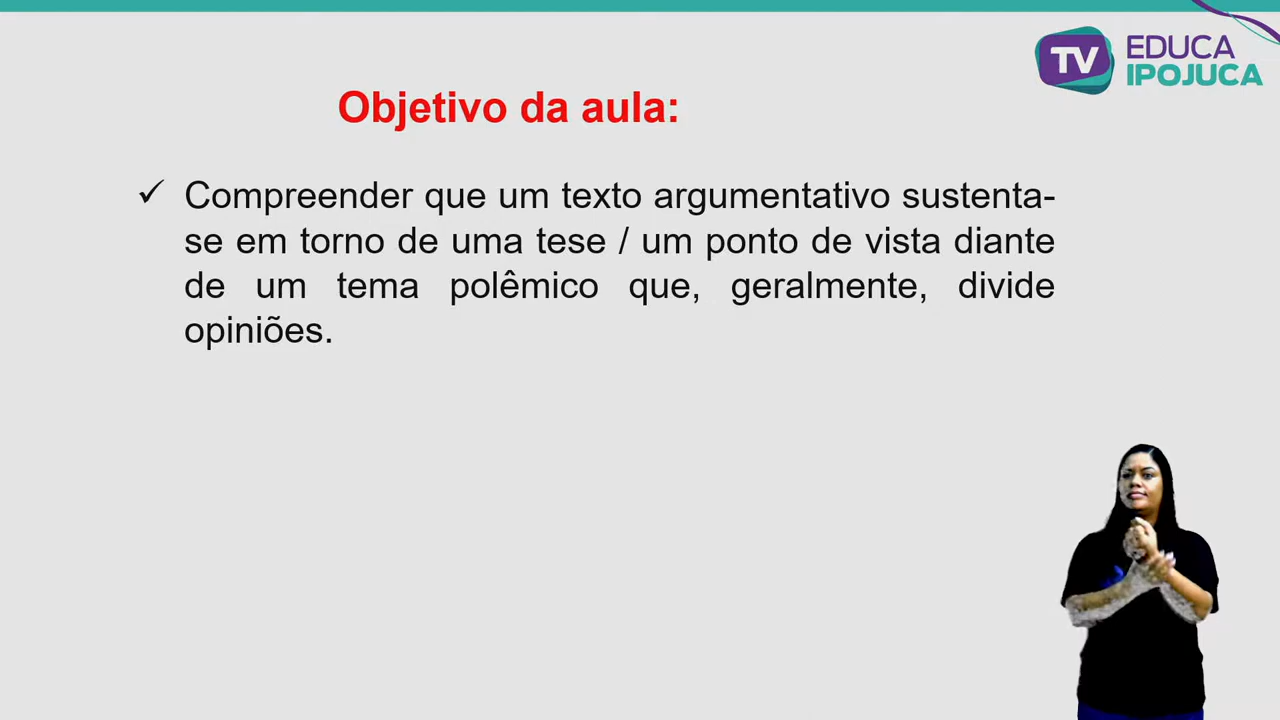 TV EDUCA
IPOJUCA
Objetivo da aula:
✓ Compreender que um texto argumentativo sustenta-
se em torno de uma tese / um ponto de vista diante
de um tema polêmico que, geralmente, divide
opiniões.